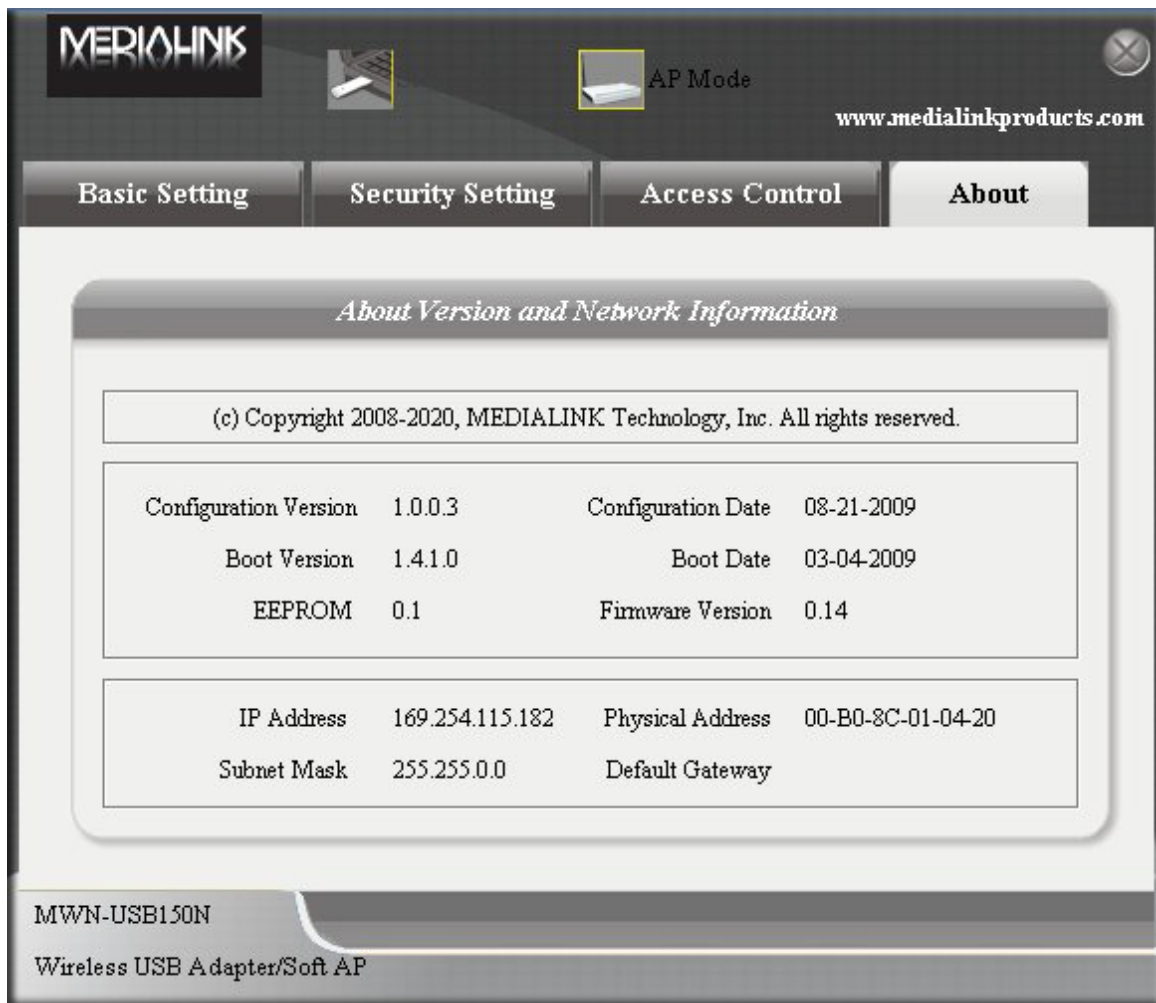 MEDIALINK
AP Mode
www.medialinkproducts.com
Basic Setting
Security Setting
Access Control
About
About Version and Network Information
(c) Copyright 2008-2020, MEDIALINK Technology, Inc. All rights reserved.
Configuration Version 1.0.0.3 Configuration Date 08-21-2009
Boot Version 1.4.1.0 Boot Date 03-04-2009
EEPROM 0.1 Firmware Version 0.14
IP Address 169.254.115.182 Physical Address 00-B0-8C-01-04-20
Subnet Mask 255.255.0.0 Default Gateway
MWN-USB150N
Wireless USB Adapter/Soft AP